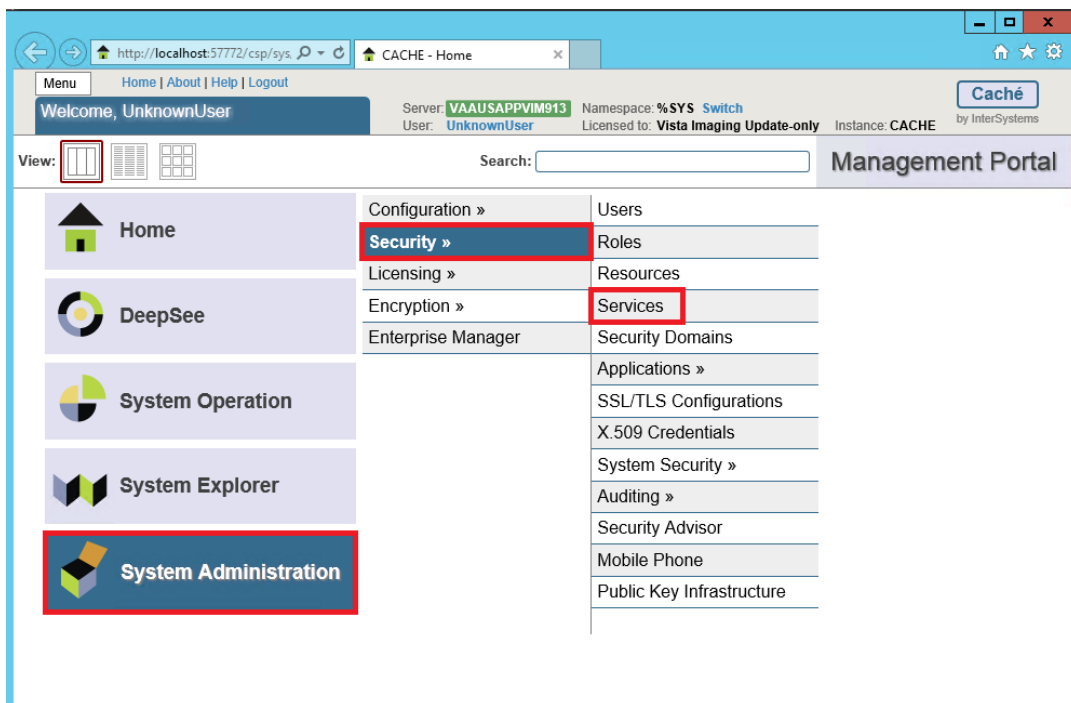 http://localhost:57772/csp/sys,
CACHE - Home
Menu
Home | About | Help | Logout
Welcome, UnknownUser
Server: VAAUSAPPVIM913
Namespace: %SYS Switch
User: UnknownUser
Licensed to: Vista Imaging Update-only
Instance: CACHE
Caché
by InterSystems
View:
Search:
Management Portal
Home
DeepSee
System Operation
System Explorer
System Administration
Configuration »
Security »
Licensing »
Encryption »
Enterprise Manager
Users
Roles
Resources
Services
Security Domains
Applications »
SSL/TLS Configurations
X.509 Credentials
System Security »
Auditing »
Security Advisor
Mobile Phone
Public Key Infrastructure